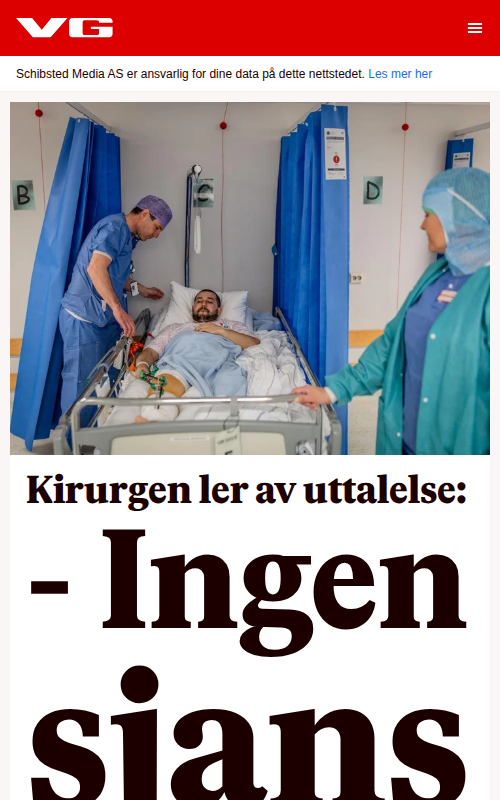 VG
Schibsted Media AS er ansvarlig for dine data på dette nettstedet. Les mer her
B
C
D
Kirurgen ler av uttalelse:
- Ingen
sjans